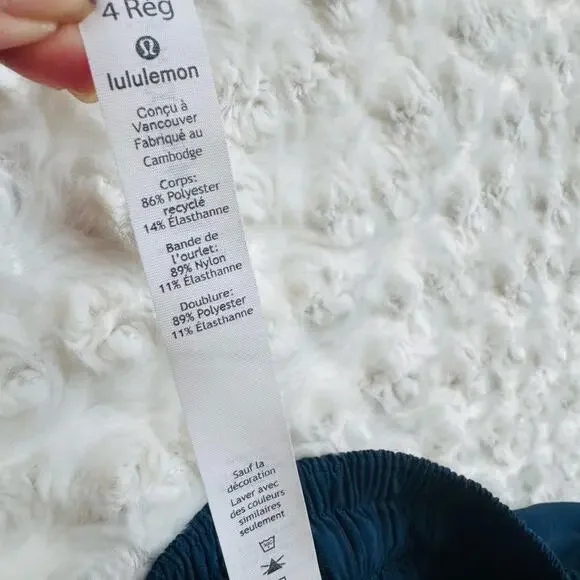 4 Reg
lululemon
Conçu à
Vancouver
Fabriqué au
Cambodge
Corps:
86% Polyester
recyclé
14% Élasthanne
Bande de
l'ourlet:
89% Nylon
11% Élasthanne
Doublure:
89% Polyester
11% Élasthanne
Sauf la
décoration
Laver avec
des couleurs
similaires
seulement